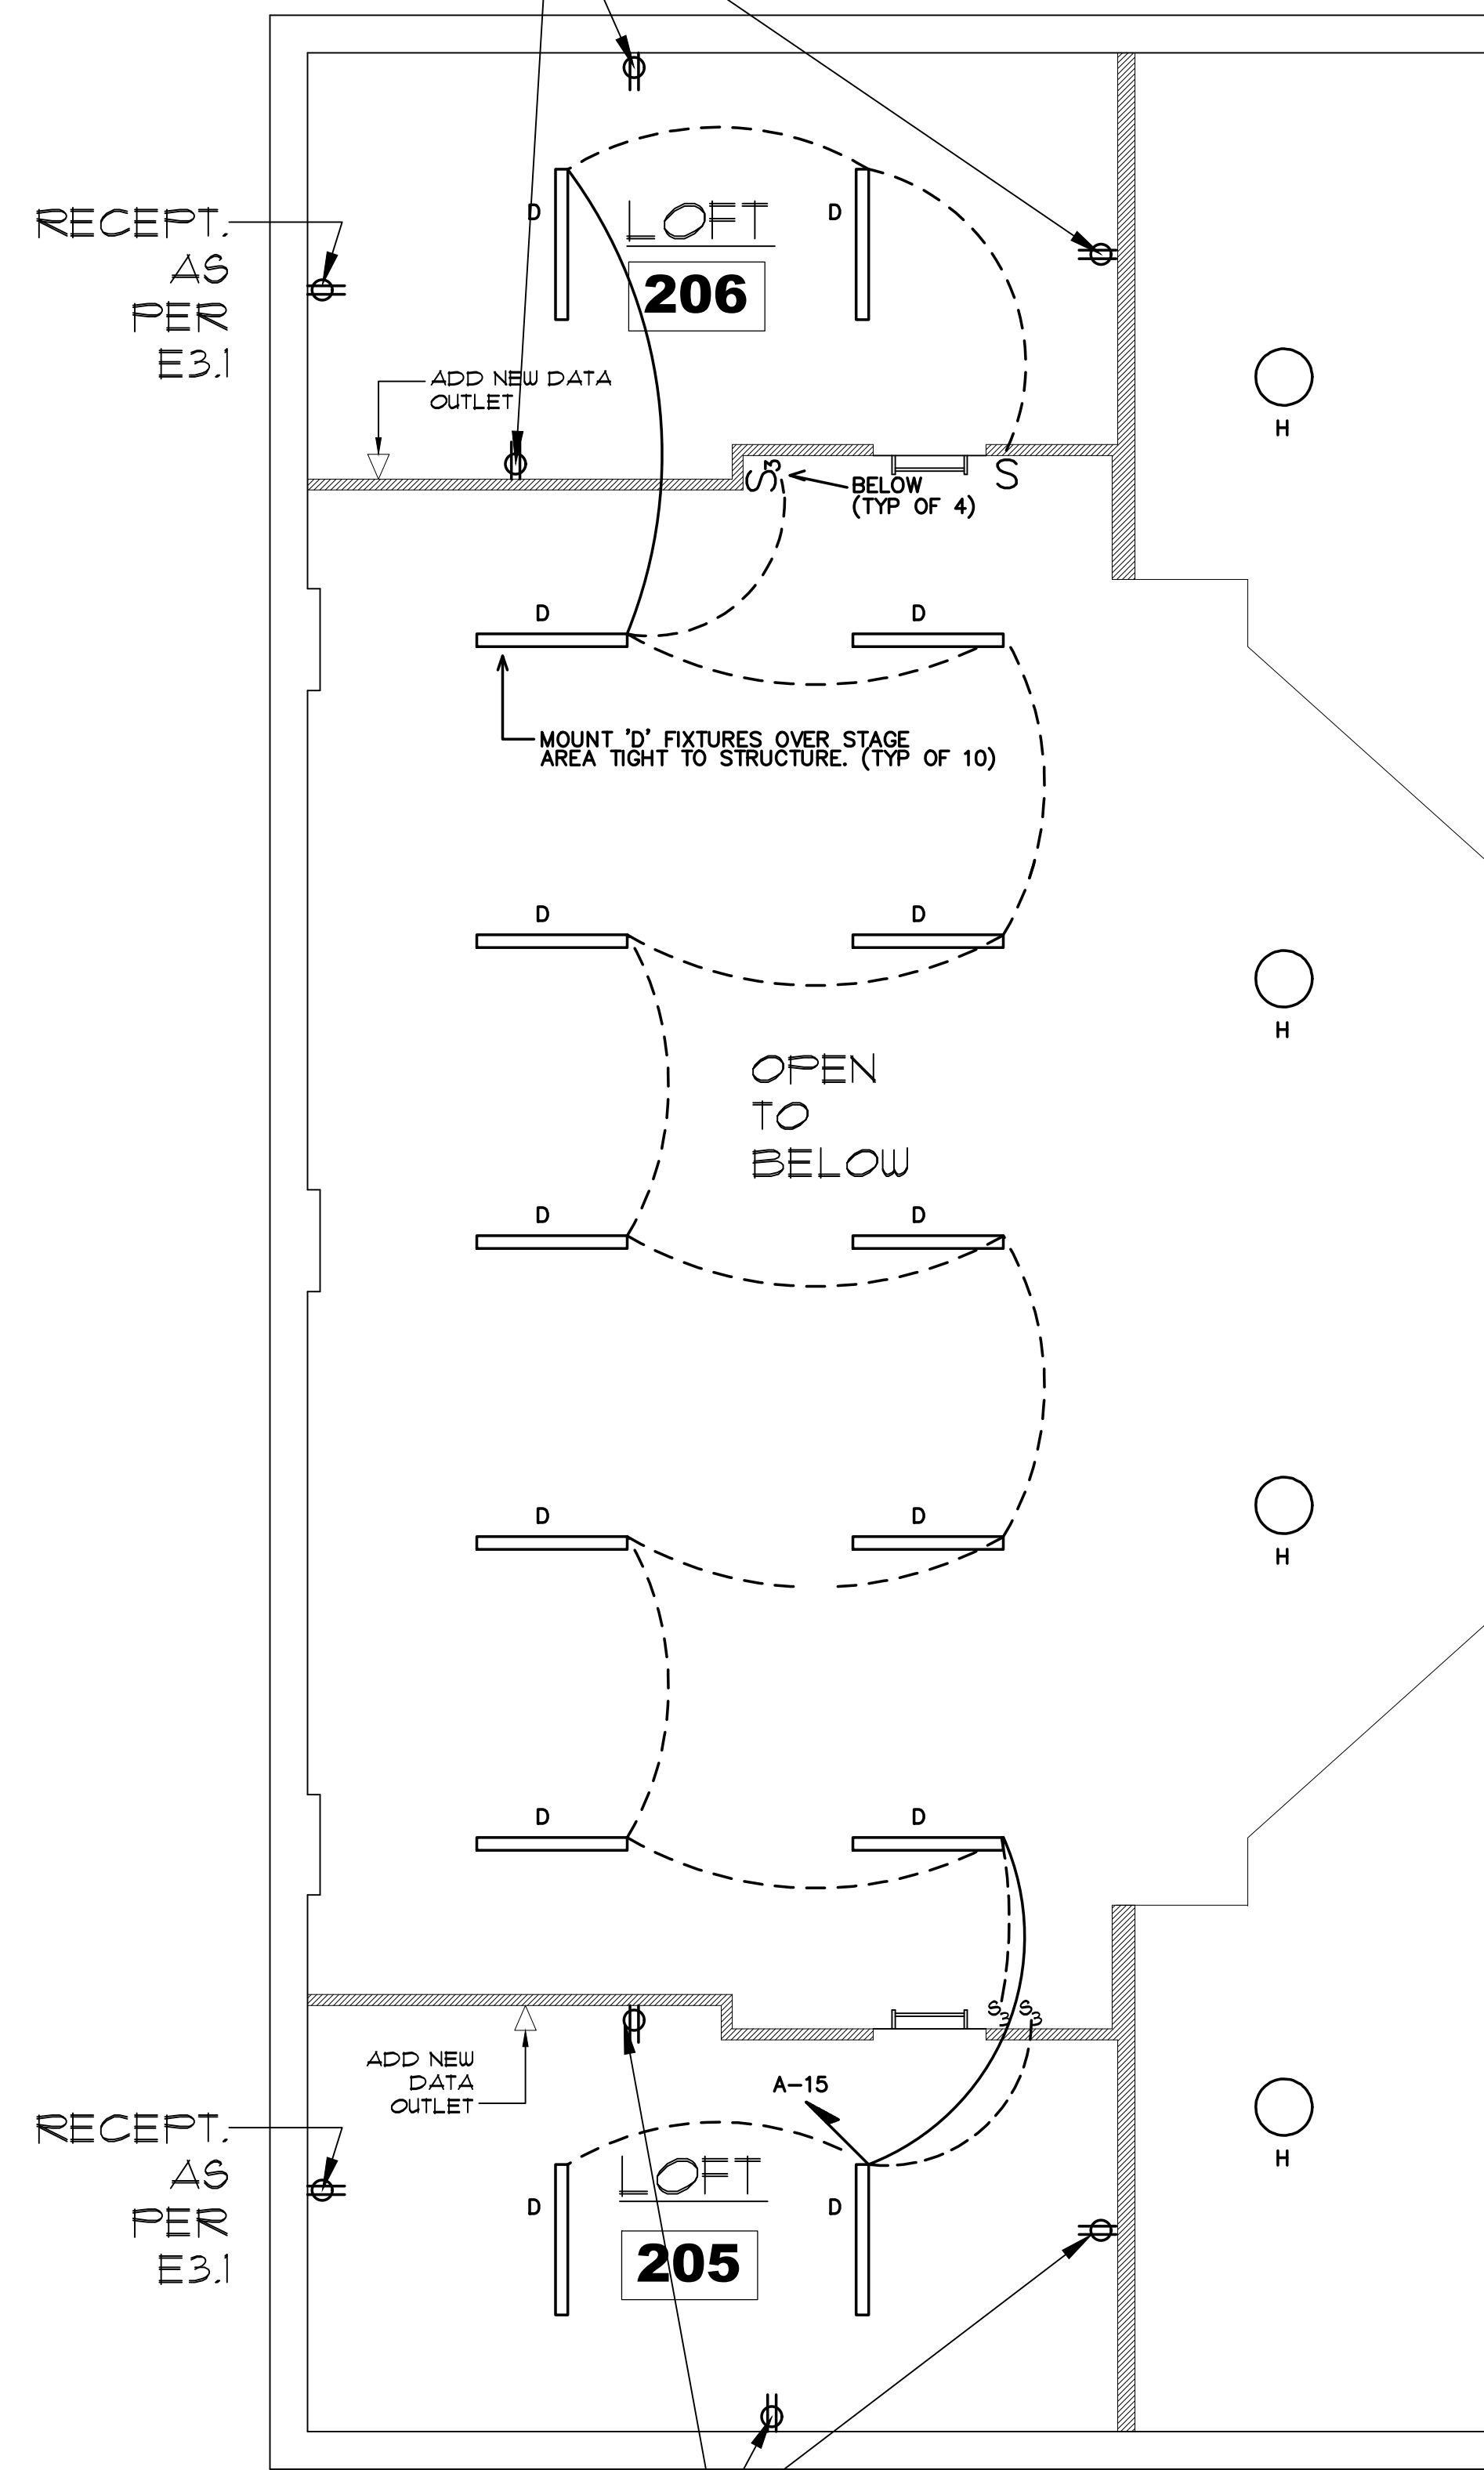 RECEPT.
AS
PER
E3.1
D
LOFT
D
206
ADD NEW DATA
OUTLET
H
S3
BELOW
(TYP OF 4)
S
D
D
MOUNT 'D' FIXTURES OVER STAGE
AREA TIGHT TO STRUCTURE. (TYP OF 10)
D
D
H
OPEN
TO
BELOW
D
D
D
D
H
D
D
S3 S3
ADD NEW
DATA
OUTLET
A-15
RECEPT.
AS
PER
E3.1
D
LOFT
D
205
H